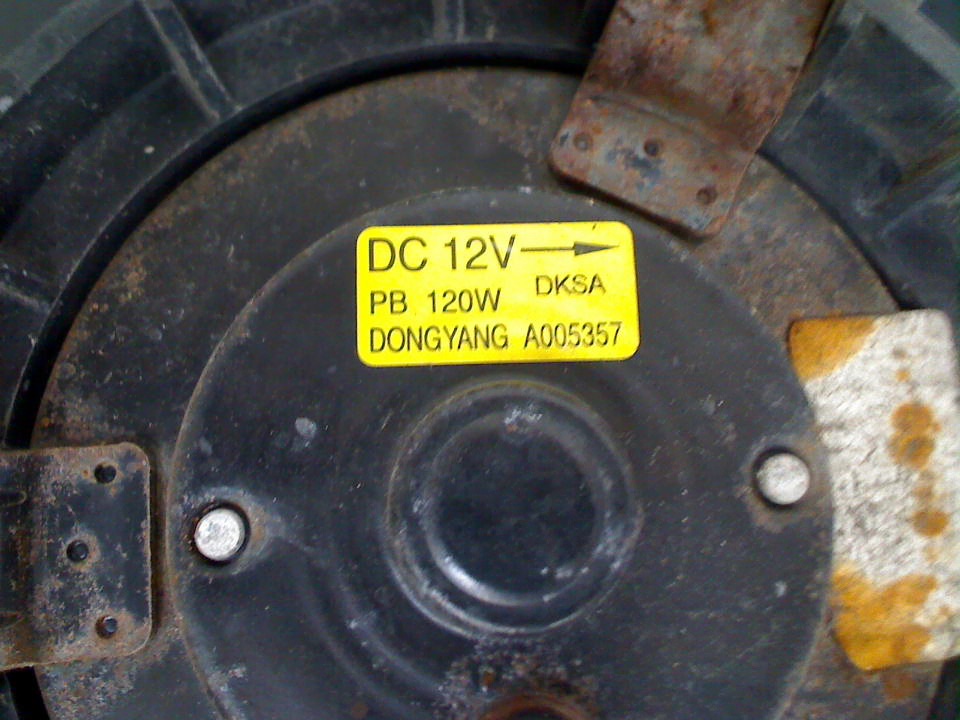 DC 12V
DKSA
PB 120W
DONGYANG A005357